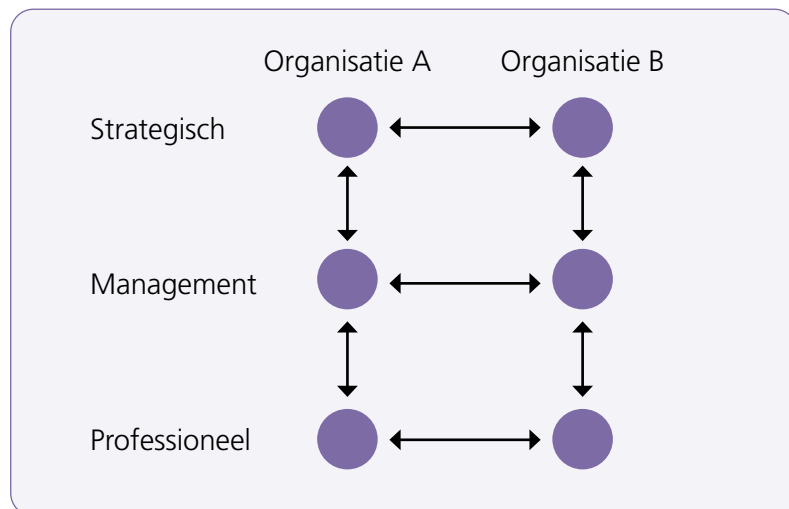 Organisatie A Organisatie B
Strategisch
Management
Professioneel